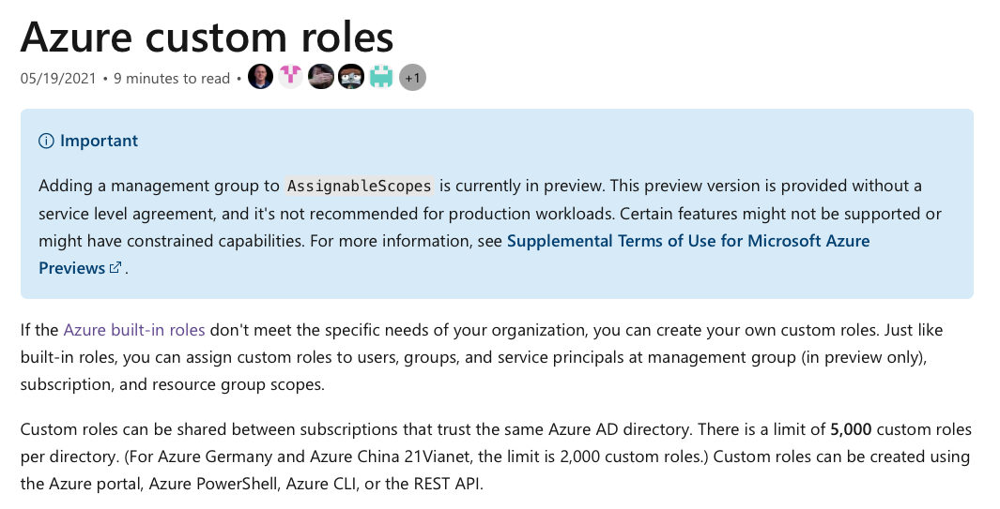 Azure custom roles
05/19/2021 • 9 minutes to read • +1
Important
Adding a management group to AssignableScopes is currently in preview. This preview version is provided without a
service level agreement, and it's not recommended for production workloads. Certain features might not be supported or
might have constrained capabilities. For more information, see Supplemental Terms of Use for Microsoft Azure
Previews .
If the Azure built-in roles don't meet the specific needs of your organization, you can create your own custom roles. Just like
built-in roles, you can assign custom roles to users, groups, and service principals at management group (in preview only),
subscription, and resource group scopes.
Custom roles can be shared between subscriptions that trust the same Azure AD directory. There is a limit of 5,000 custom roles
per directory. (For Azure Germany and Azure China 21Vianet, the limit is 2,000 custom roles.) Custom roles can be created using
the Azure portal, Azure PowerShell, Azure CLI, or the REST API.